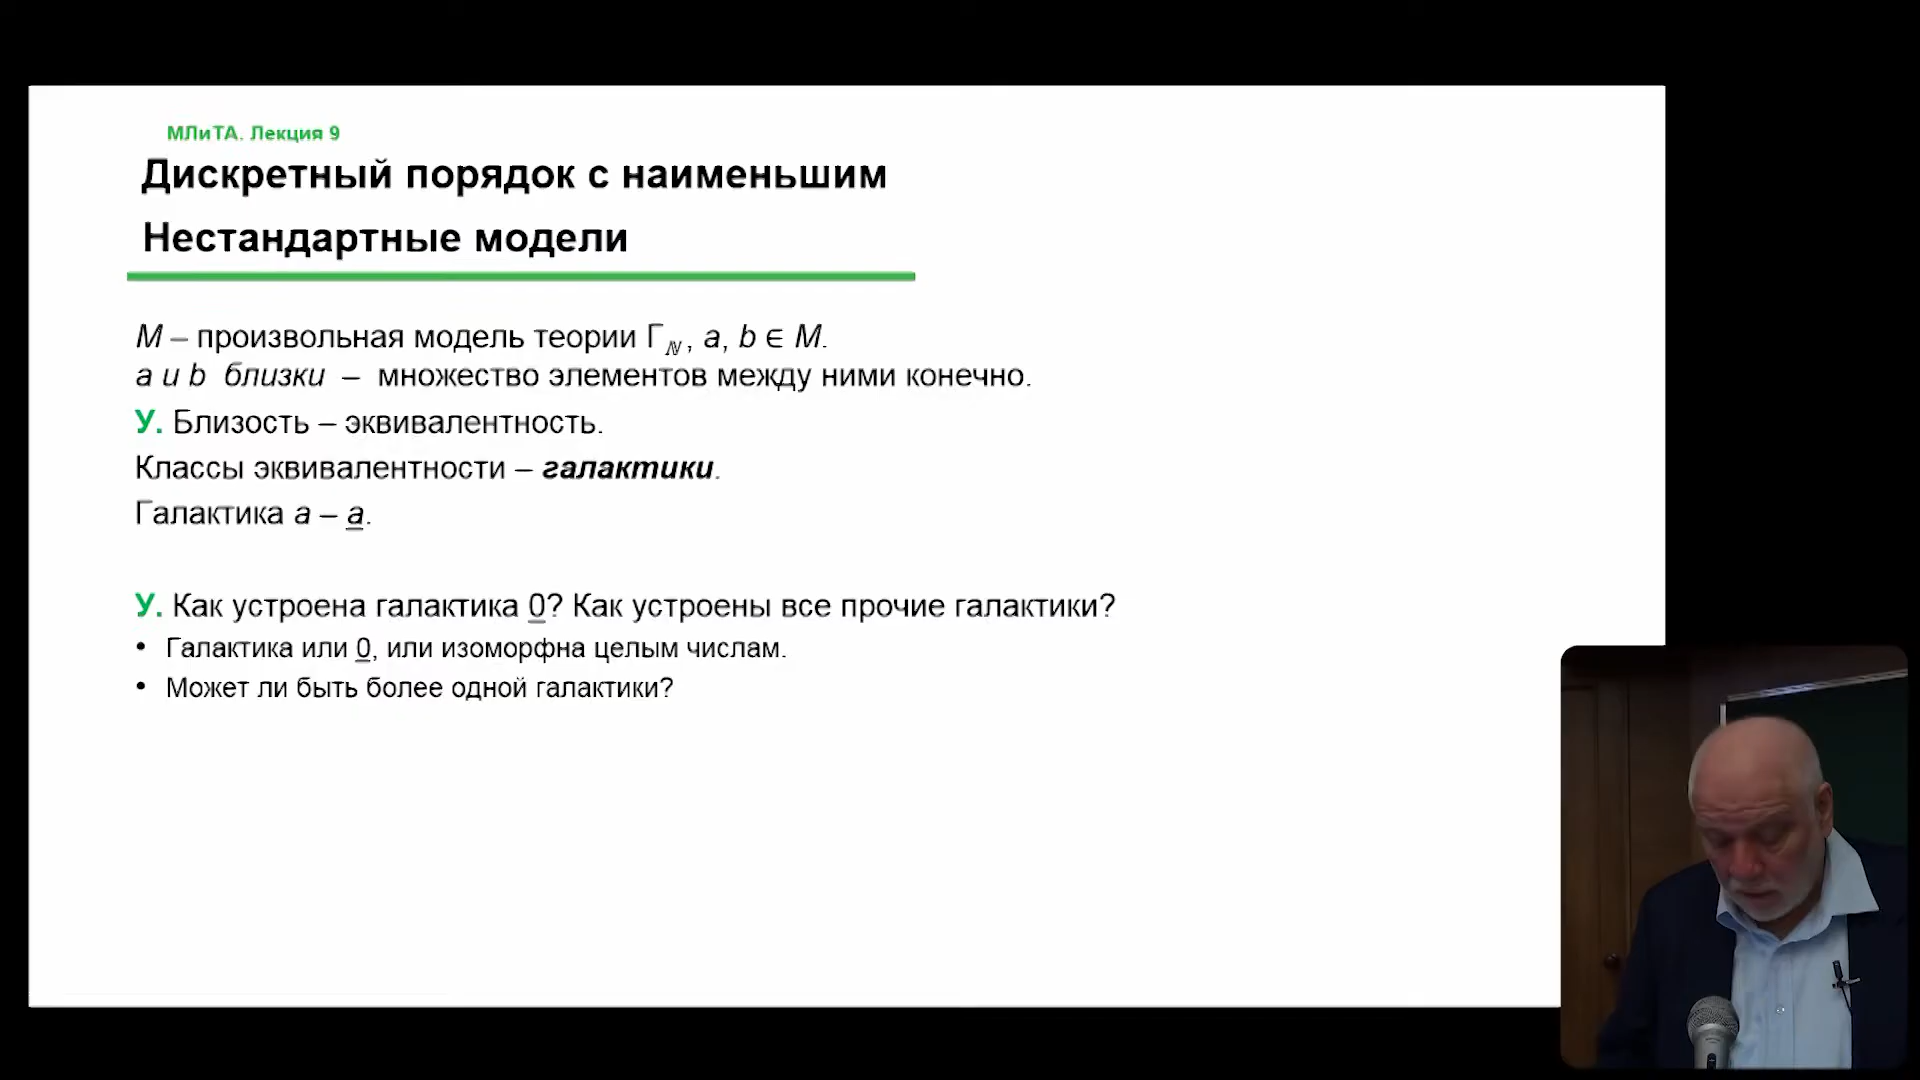 МЛиТА. Лекция 9
Дискретный порядок с наименьшим
Нестандартные модели
M – произвольная модель теории Γℕ, a, b ∈ M.
a и b близки – множество элементов между ними конечно.
У. Близость – эквивалентность.
Классы эквивалентности – галактики.
Галактика a – a.
У. Как устроена галактика 0? Как устроены все прочие галактики?
• Галактика или 0, или изоморфна целым числам.
• Может ли быть более одной галактики?